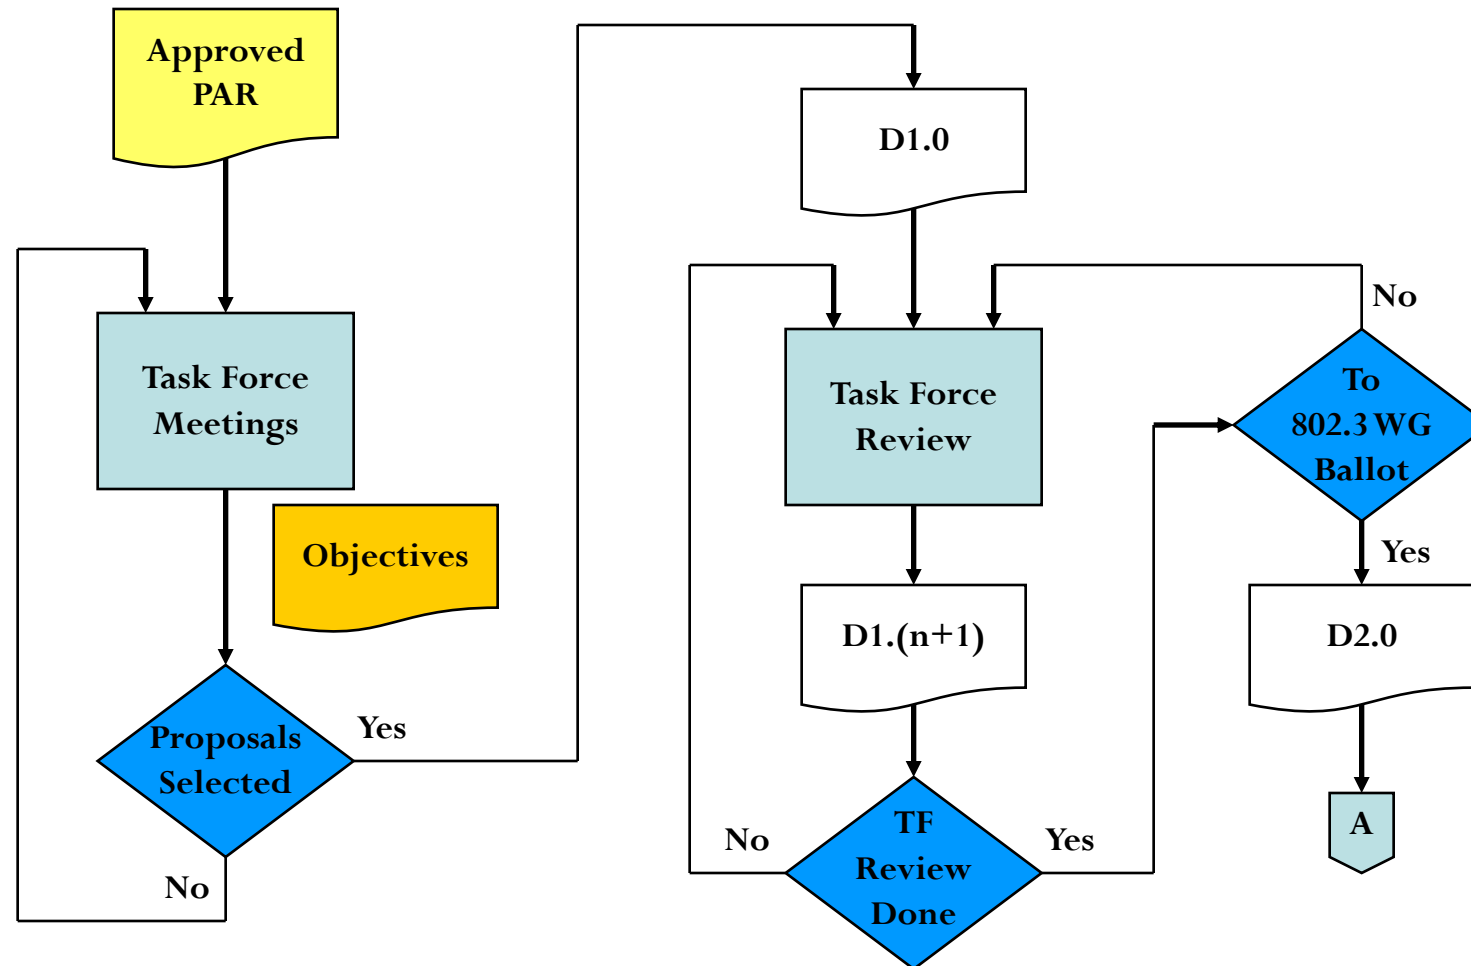 Approved
PAR
Task Force
Meetings
Objectives
Proposals
Selected
Yes
No
D1.0
Task Force
Review
D1.(n+1)
TF
Review
Done
No
Yes
To
802.3 WG
Ballot
No
Yes
D2.0
A